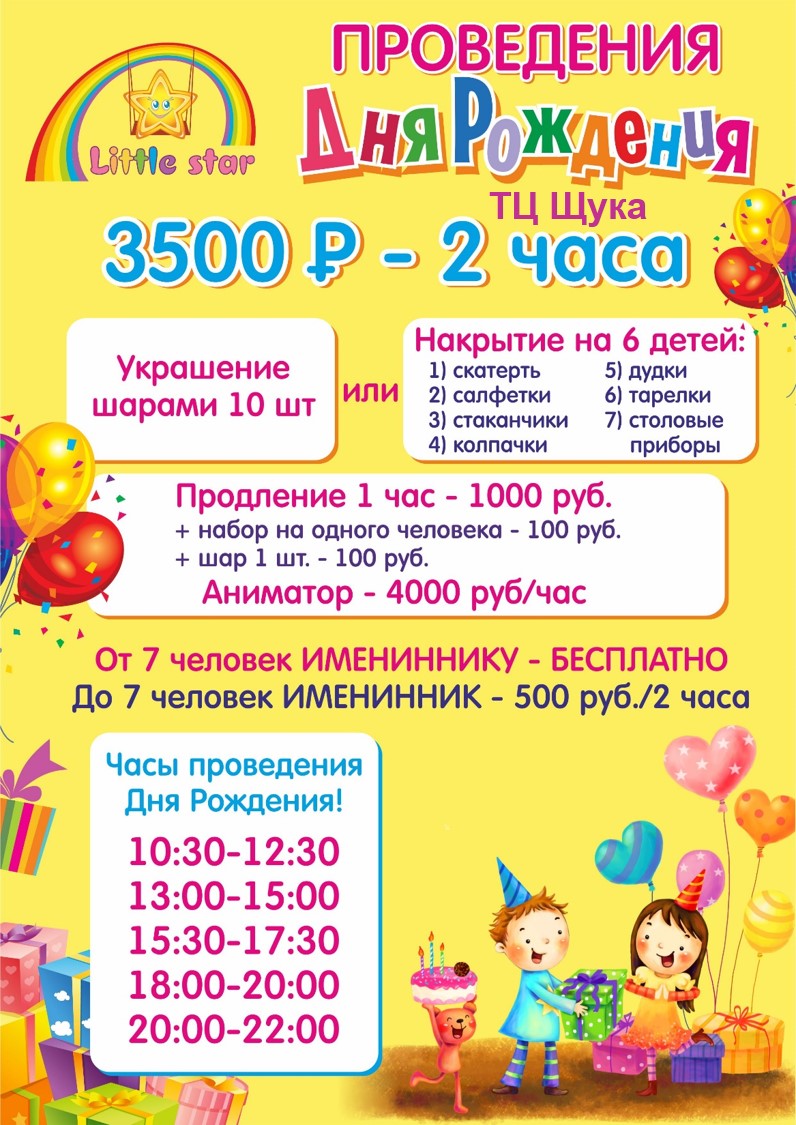 Little star
ПРОВЕДЕНИЯ
Дня Рождения
ТЦ Щука
3500 ₽ - 2 часа
Украшение
шарами 10 шт
или
Накрытие на 6 детей:
1) скатерть
2) салфетки
3) стаканчики
4) колпачки
5) дудки
6) тарелки
7) столовые
приборы
Продление 1 час - 1000 руб.
+ набор на одного человека - 100 руб.
+ шар 1 шт. - 100 руб.
Аниматор - 4000 руб/час
От 7 человек ИМЕНИННИКУ - БЕСПЛАТНО
До 7 человек ИМЕНИННИК - 500 руб./2 часа
Часы проведения
Дня Рождения!
10:30-12:30
13:00-15:00
15:30-17:30
18:00-20:00
20:00-22:00